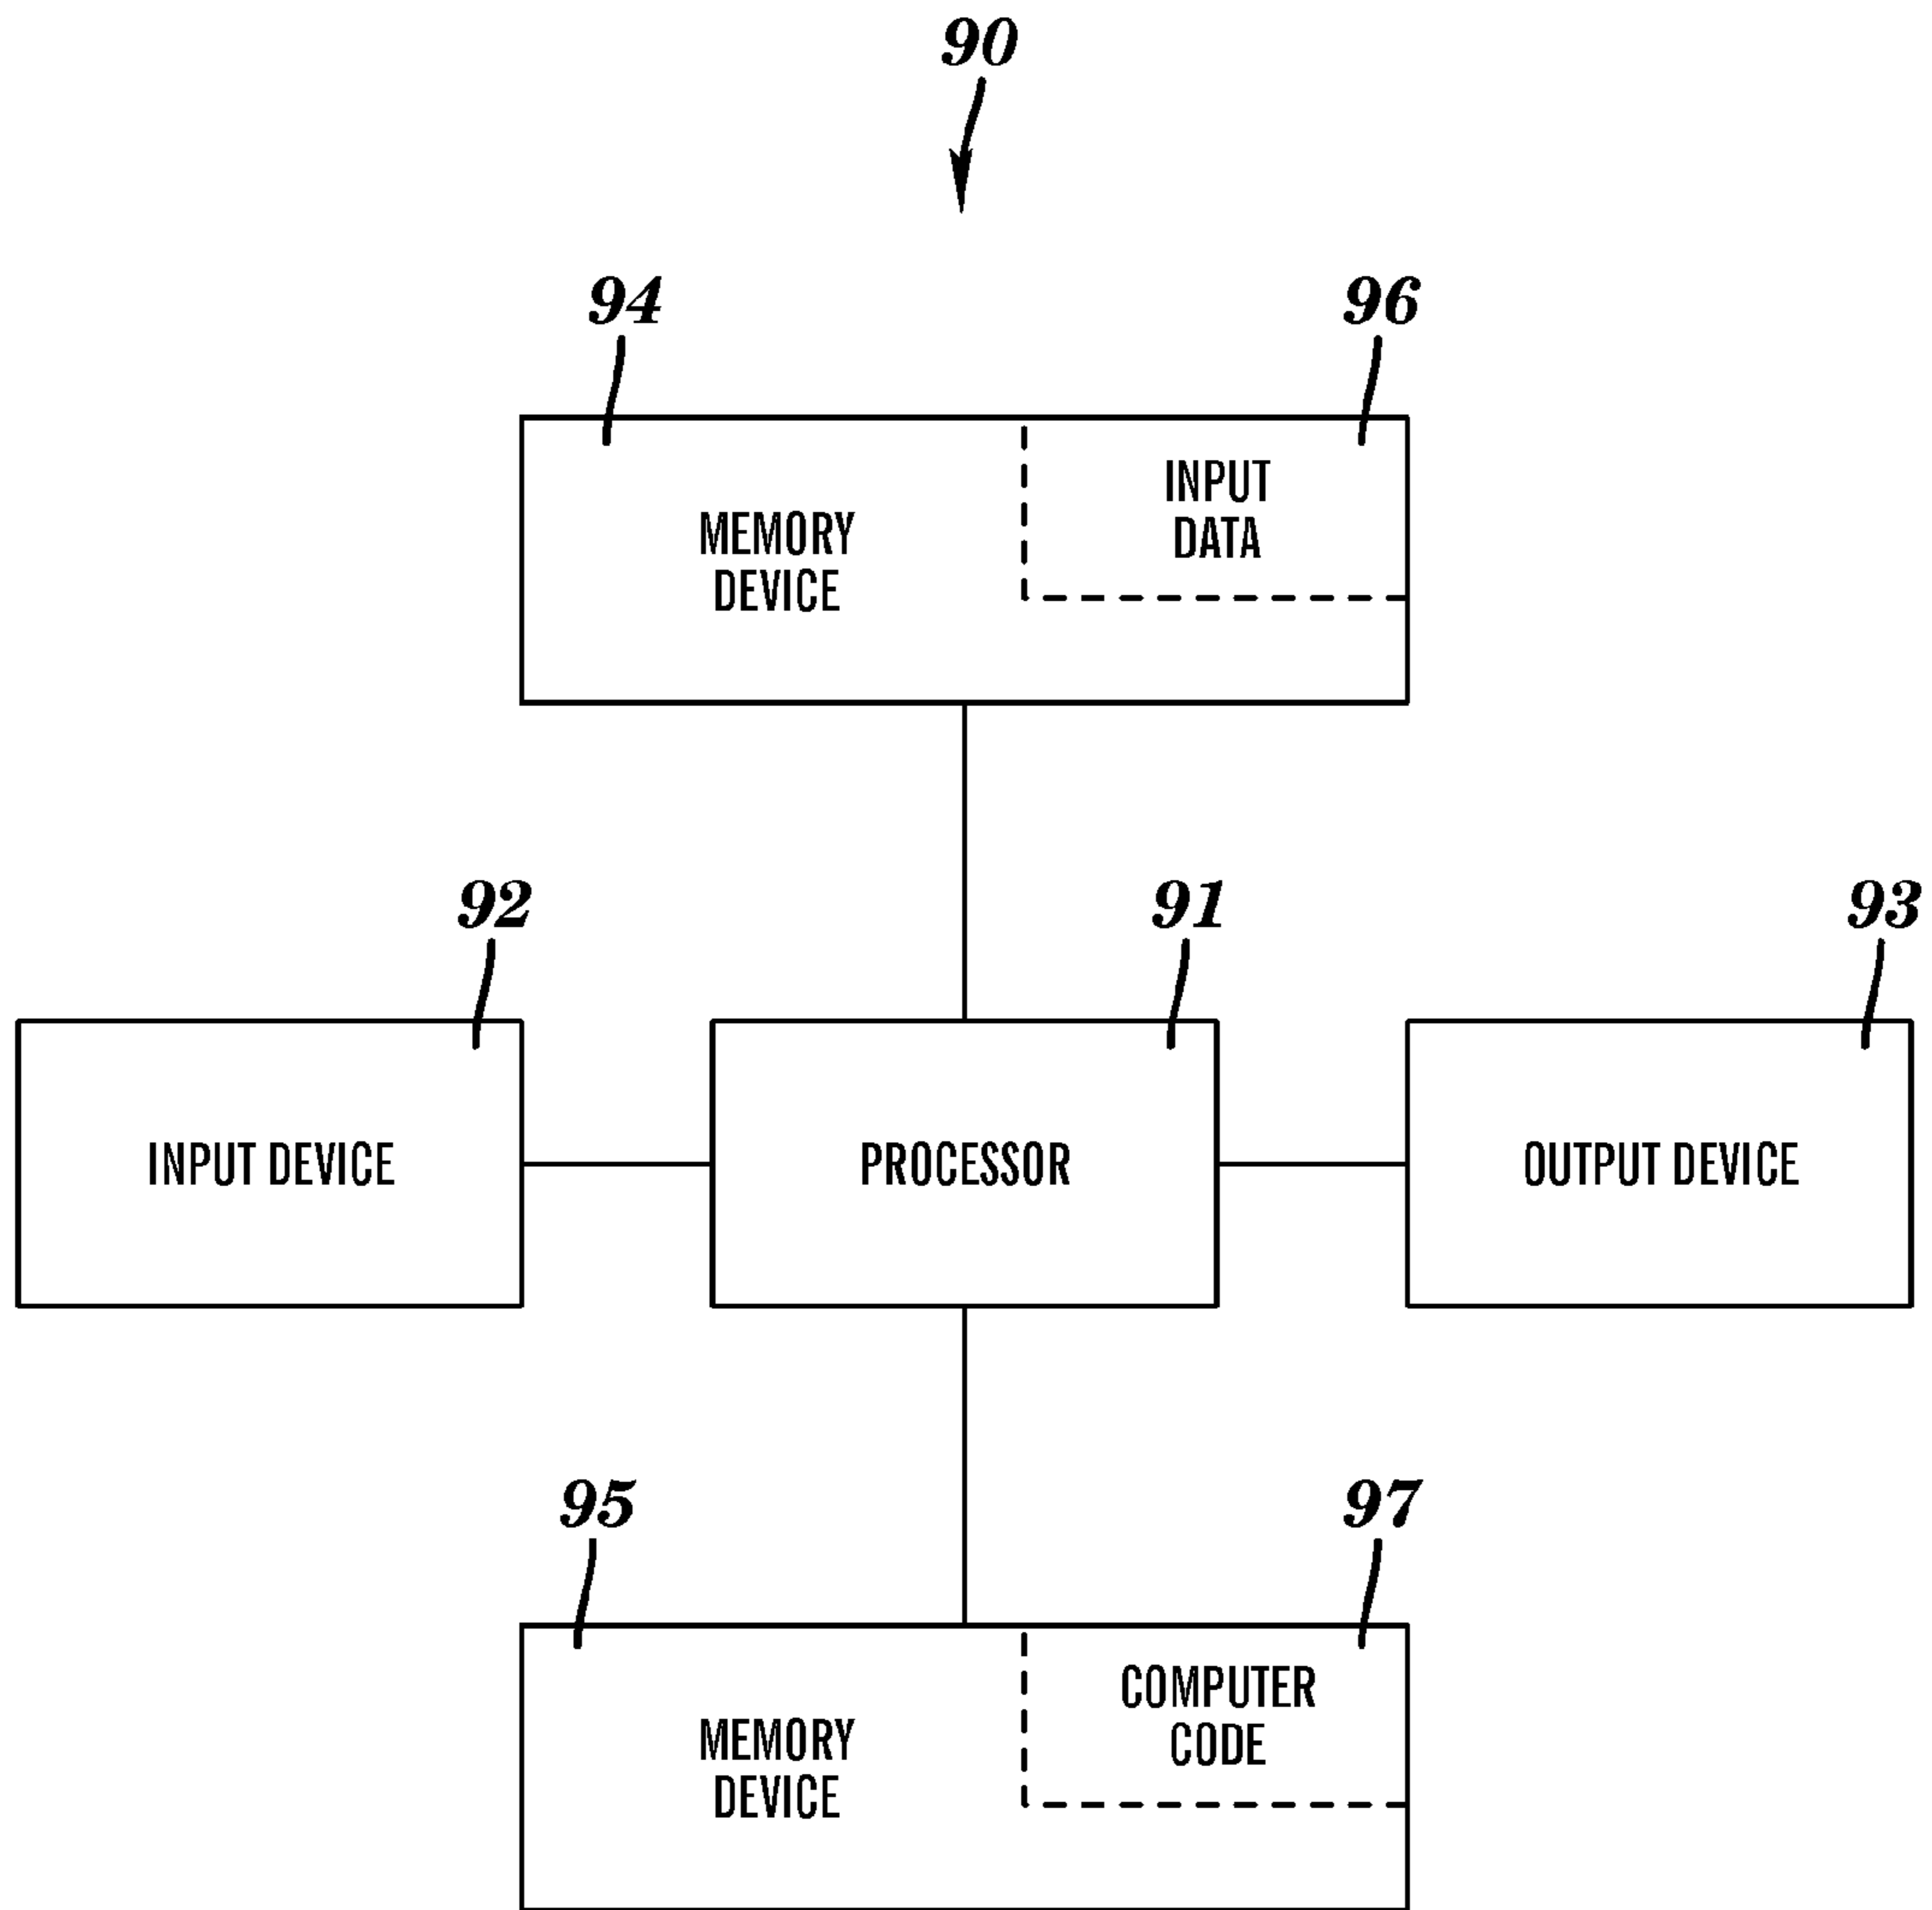 90
94
96
INPUT
DATA
MEMORY
DEVICE
92
91
93
INPUT DEVICE
PROCESSOR
OUTPUT DEVICE
95
97
COMPUTER
CODE
MEMORY
DEVICE